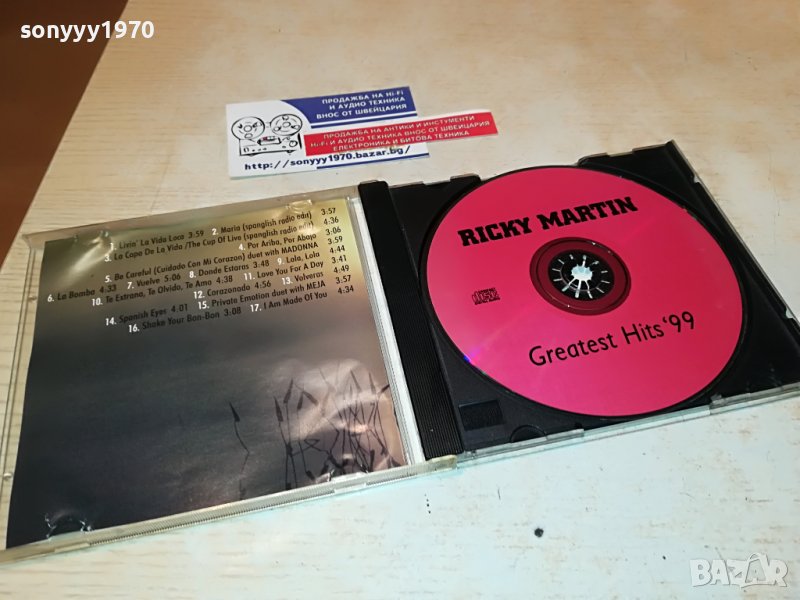 sonyyy1970
ПРОДАЖБА НА Hi-Fi
И АУДИО ТЕХНИКА
ВНОС ОТ ШВЕЙЦАРИЯ
ПРОДАЖБА НА АНТИКИ И ИНСТУМЕНТИ
Hi-Fi И АУДИО ТЕХНИКА ВНОС ОТ ШВЕЙЦАРИЯ
ЕЛЕКТРОНИКА И БИТОВА ТЕХНИКА
http://sonyyy1970.bazar.bg/
1. Livin' La Vida Loca 3:59 2. Maria (spanglish radio edit) 3:57
3. La Copa De La Vida /The Cup Of Live (spanglish radio edit) 4:36
4. Por Ariba, Por Abajo 3:06
5. Be Careful (Cuidado Con Mi Corazon) duet with MADONNA 3:59
6. La Bomba 4:33 7. Vuelve 5:06 8. Donde Estaras 3:48 9. Lola, Lola 4:44
10. Te Extrano, Te Olvido, Te Amo 4:38 11. Love You For A Day 3:41
12. Corazonado 4:56 13. Volveras 4:49
14. Spanish Eyes 4:01 15. Private Emotion duet with MEJA 3:57
16. Shake Your Bon-Bon 3:08 17. I Am Made Of You 4:34
RICKY MARTIN
Greatest Hits '99
BAZAR